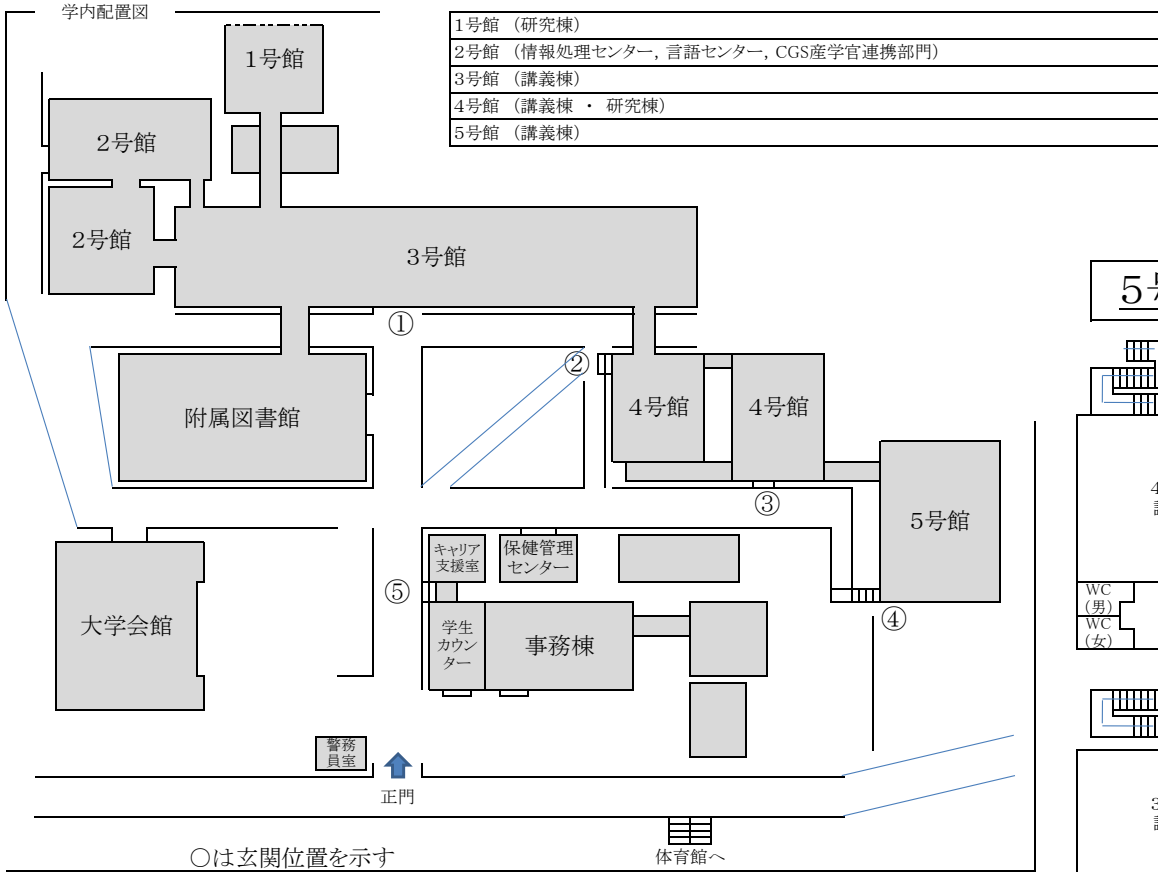 学内配置図
1号館 （研究棟）
2号館 （情報処理センター, 言語センター, CGS産学官連携部門）
3号館 （講義棟）
4号館 （講義棟 ・ 研究棟）
5号館 （講義棟）
1号館
2号館
2号館
3号館
①
②
附属図書館
4号館
4号館
③
5号館
キャリア
支援室
保健管理
センター
⑤
大学会館
学生
カウン
ター
事務棟
④
警務
員室
正門
○は玄関位置を示す
体育館へ
5
4
WC
(男)
WC
(女)
3